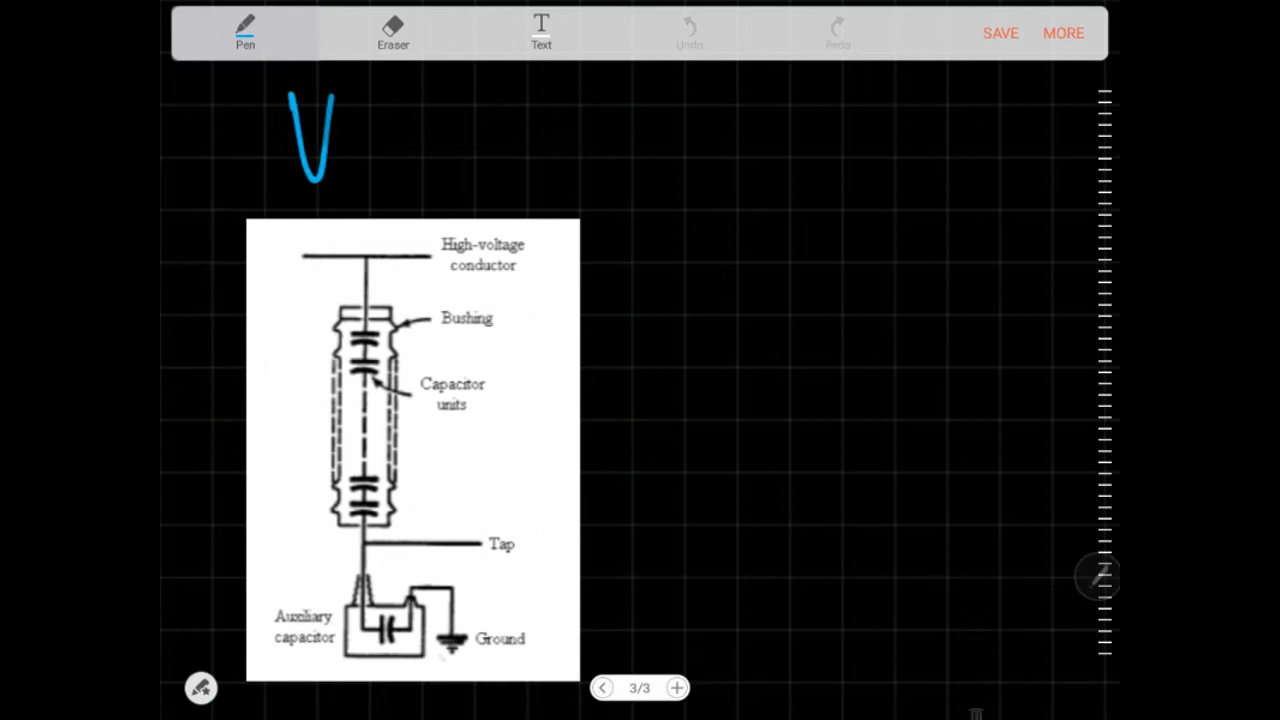 Pen
Eraser
T
Text
Undo
Redo
SAVE
MORE
V
High-voltage
conductor
Bushing
Capacitor
units
Tap
Auxiliary
capacitor
Ground
3/3